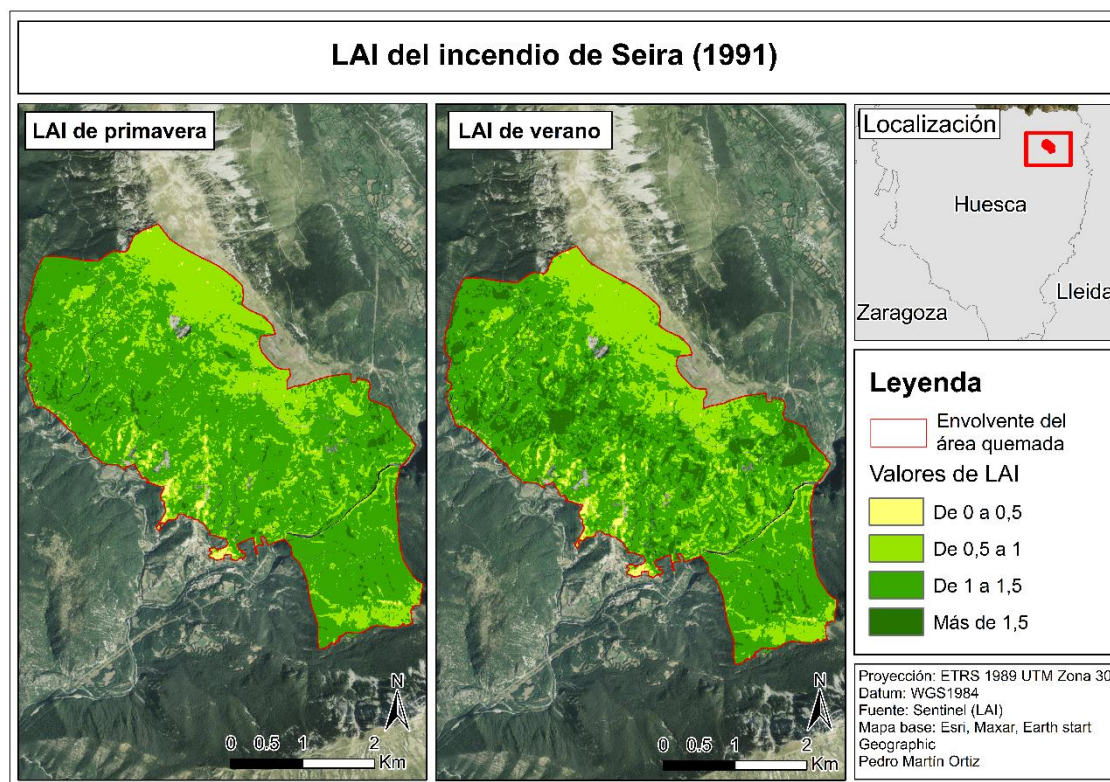 LAI del incendio de Seira (1991)
LAI de primavera
N
0 0.5 1 2
Km
LAI de verano
N
0 0.5 1 2
Km
Localización
Huesca
Lleida
Zaragoza
Leyenda
Envolvente del
área quemada
Valores de LAI
De 0 a 0,5
De 0,5 a 1
De 1 a 1,5
Más de 1,5
Proyección: ETRS 1989 UTM Zona 30
Datum: WGS1984
Fuente: Sentinel (LAI)
Mapa base: Esri, Maxar, Earth start
Geographic
Pedro Martín Ortiz